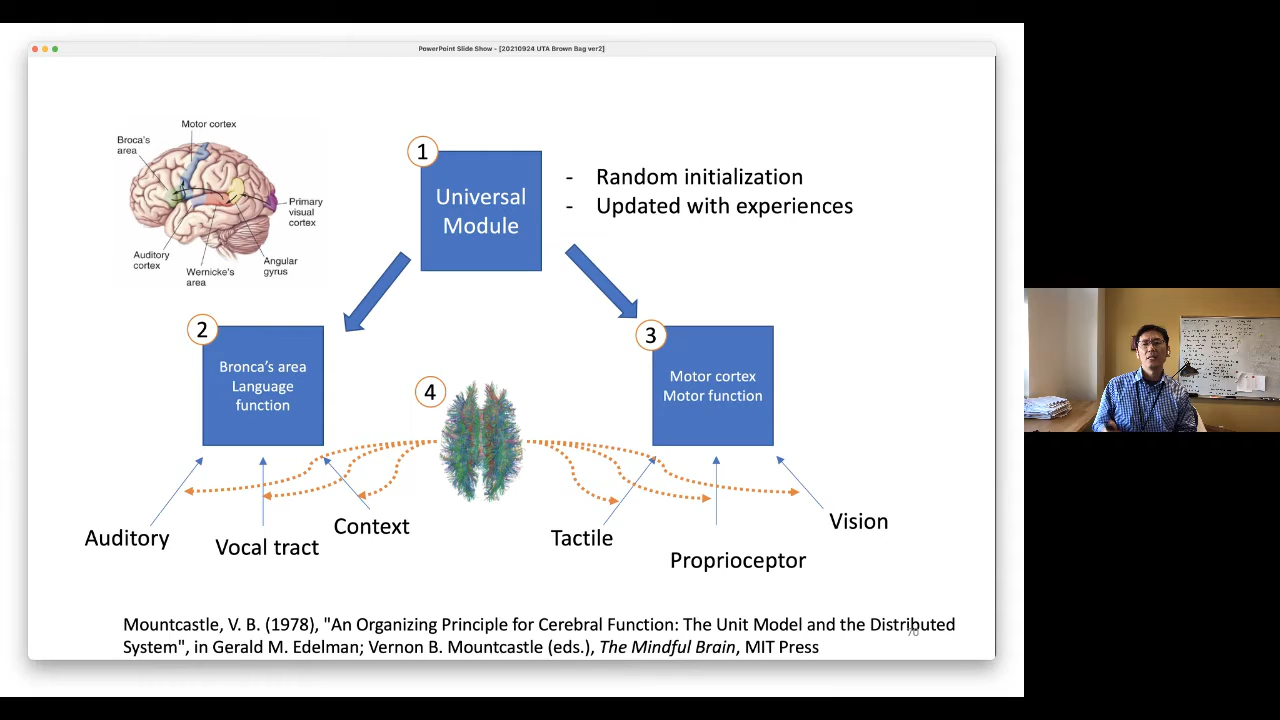 PowerPoint Slide Show - [20210924 UTA Brown Bag ver2]
Motor cortex
Broca's
area
Primary
visual
cortex
Auditory
cortex
Wernicke's
area
Angular
gyrus
1
Universal
Module
- Random initialization
- Updated with experiences
2
Bronca's area
Language
function
3
Motor cortex
Motor function
4
Auditory
Vocal tract
Context
Tactile
Proprioceptor
Vision
Mountcastle, V. B. (1978), "An Organizing Principle for Cerebral Function: The Unit Model and the Distributed
System", in Gerald M. Edelman; Vernon B. Mountcastle (eds.), The Mindful Brain, MIT Press